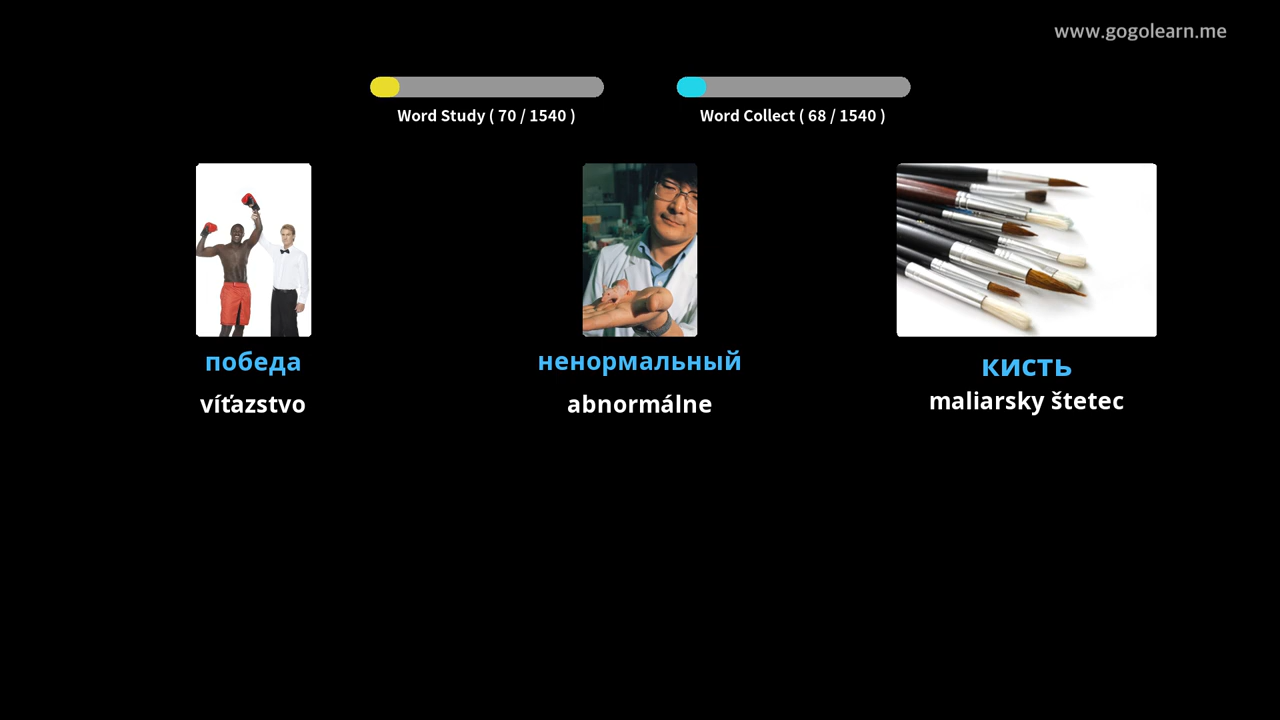 www.gogolearn.me
Word Study ( 70 / 1540 )
Word Collect ( 68 / 1540 )
победа
ненормальный
кисть
víťazstvo
abnormálne
maliarsky štetec